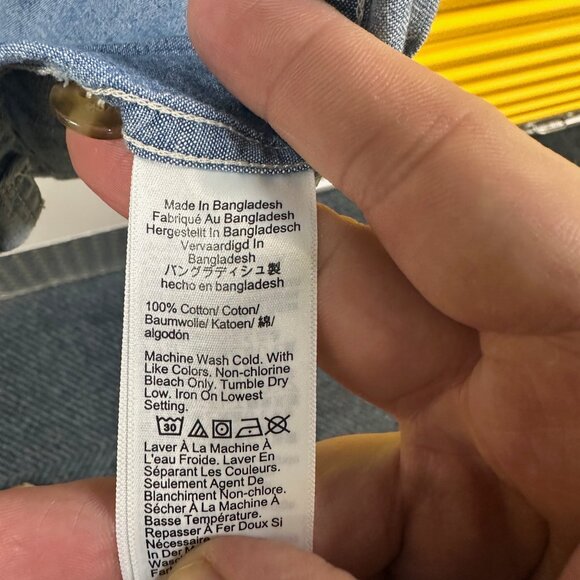 Made In Bangladesh
Fabriqué Au Bangladesh
Hergestellt In Bangladesch
Vervaardigd In
Bangladesh
バングラディシュ製
hecho en bangladesh
100% Cotton/ Coton/
Baumwolle/ Katoen/ 綿/
algodón
Machine Wash Cold. With
Like Colors. Non-chlorine
Bleach Only. Tumble Dry
Low. Iron On Lowest
Setting.
30
Laver À La Machine À
L'eau Froide. Laver En
Séparant Les Couleurs.
Seulement Agent De
Blanchiment Non-chlore.
Sécher À La Machine À
Basse Température.
Repasser À Fer Doux Si
Nécessaire
In Der